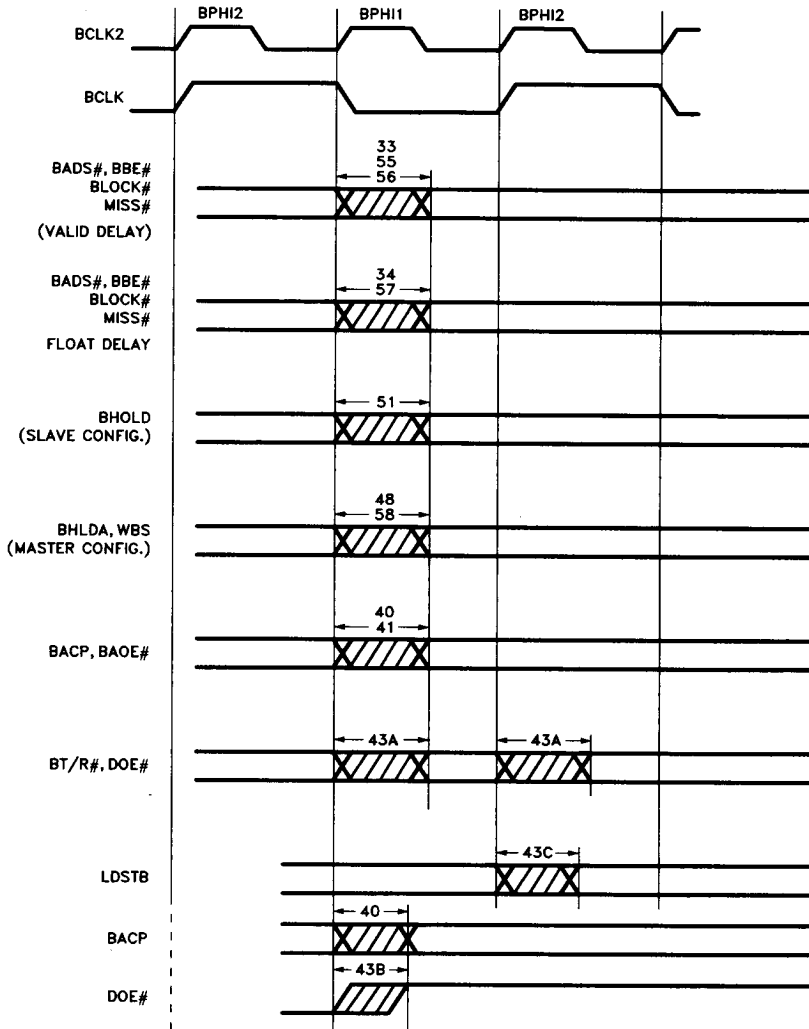 BPHI2
BPHI1
BPHI2
BCLK2
BCLK
BADS#, BBE#
BLOCK#
MISS#
(VALID DELAY)
33
55
56
BADS#, BBE#
BLOCK#
MISS#
FLOAT DELAY
34
57
BHOLD
(SLAVE CONFIG.)
51
BHLDA, WBS
(MASTER CONFIG.)
48
58
BACP, BAOE#
40
41
BT/R#, DOE#
43A
43A
LDSTB
43C
BACP
40
DOE#
43B